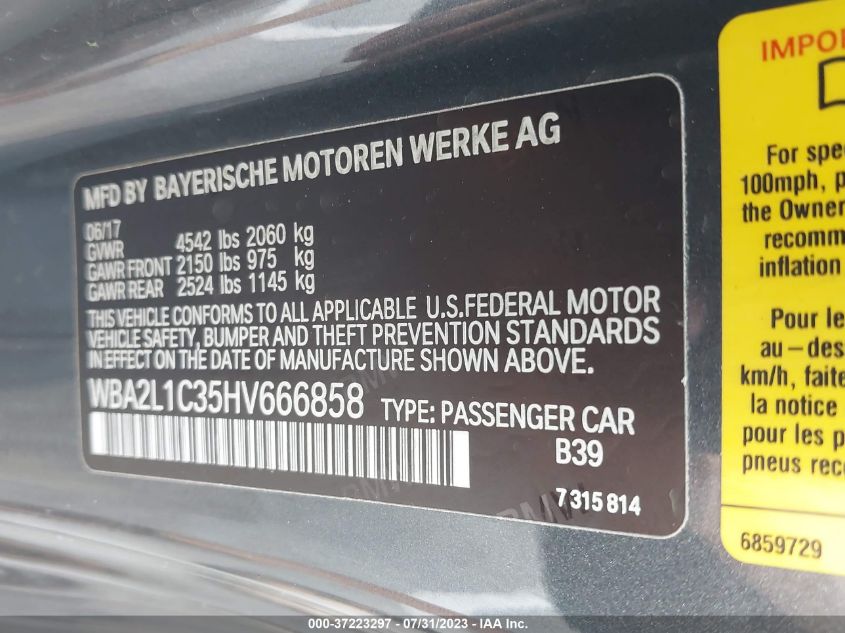 MFD BY BAYERISCHE MOTOREN WERKE AG
06/17
GVWR 4542 lbs 2060 kg
GAWR FRONT 2150 lbs 975 kg
GAWR REAR 2524 lbs 1145 kg
THIS VEHICLE CONFORMS TO ALL APPLICABLE U.S.FEDERAL MOTOR
VEHICLE SAFETY, BUMPER AND THEFT PREVENTION STANDARDS
IN EFFECT ON THE DATE OF MANUFACTURE SHOWN ABOVE.
WBA2L1C35HV666858 TYPE: PASSENGER CAR
B39
7 315 814
IMPO
For spe
100mph, p
the Owner
recomm
inflation
Pour le
au-des
km/h, faite
la notice
pour les p
pneus rec
6859729
000-37223297 - 07/31/2023 - IAA Inc.